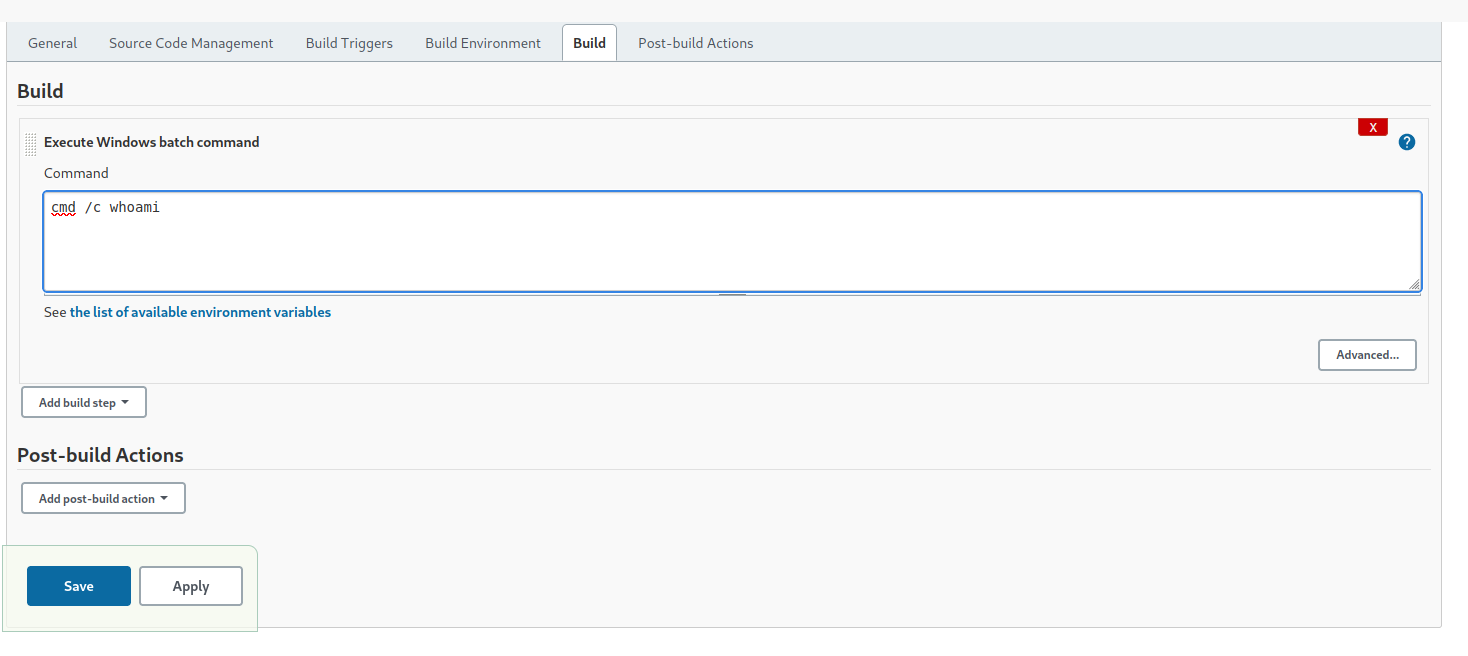 General Source Code Management Build Triggers Build Environment Build Post-build Actions
Build
X
Execute Windows batch command ?
Command
cmd /c whoami
See the list of available environment variables
Advanced...
Add build step
Post-build Actions
Add post-build action
Save Apply